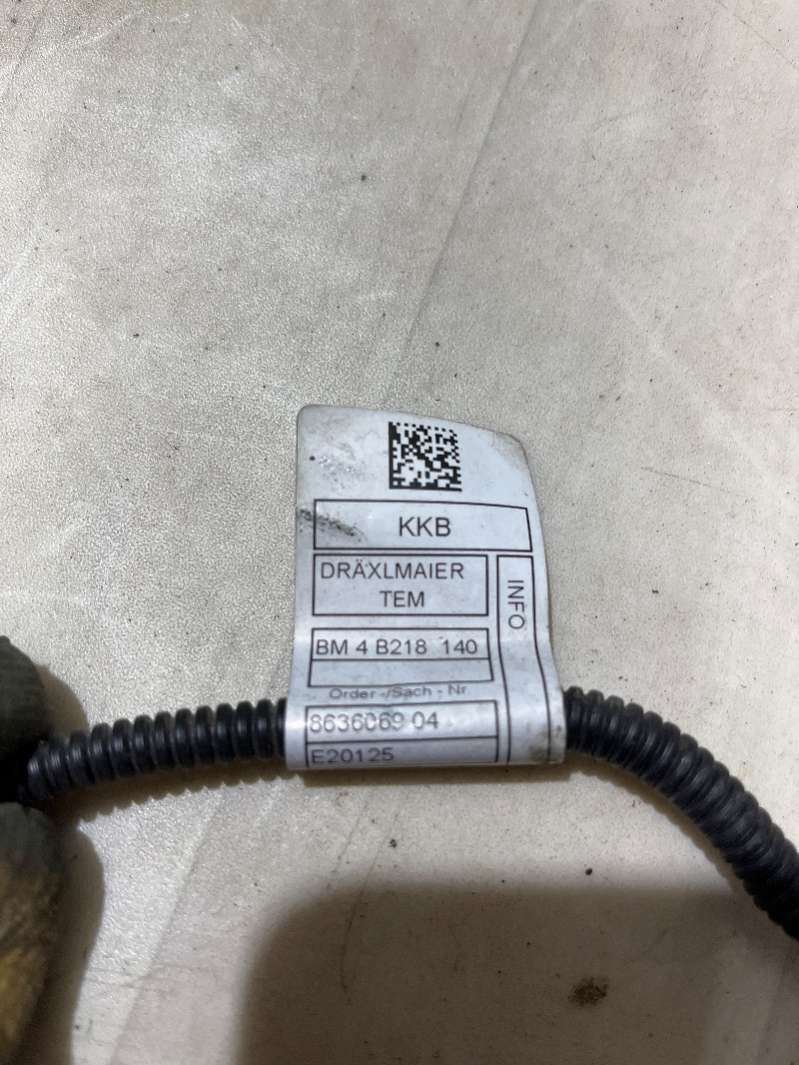 KKB
DRÄXLMAIER
TEM
INFO
BM 4 B218 140
Order -/Sach - Nr
8636069 04
E20125